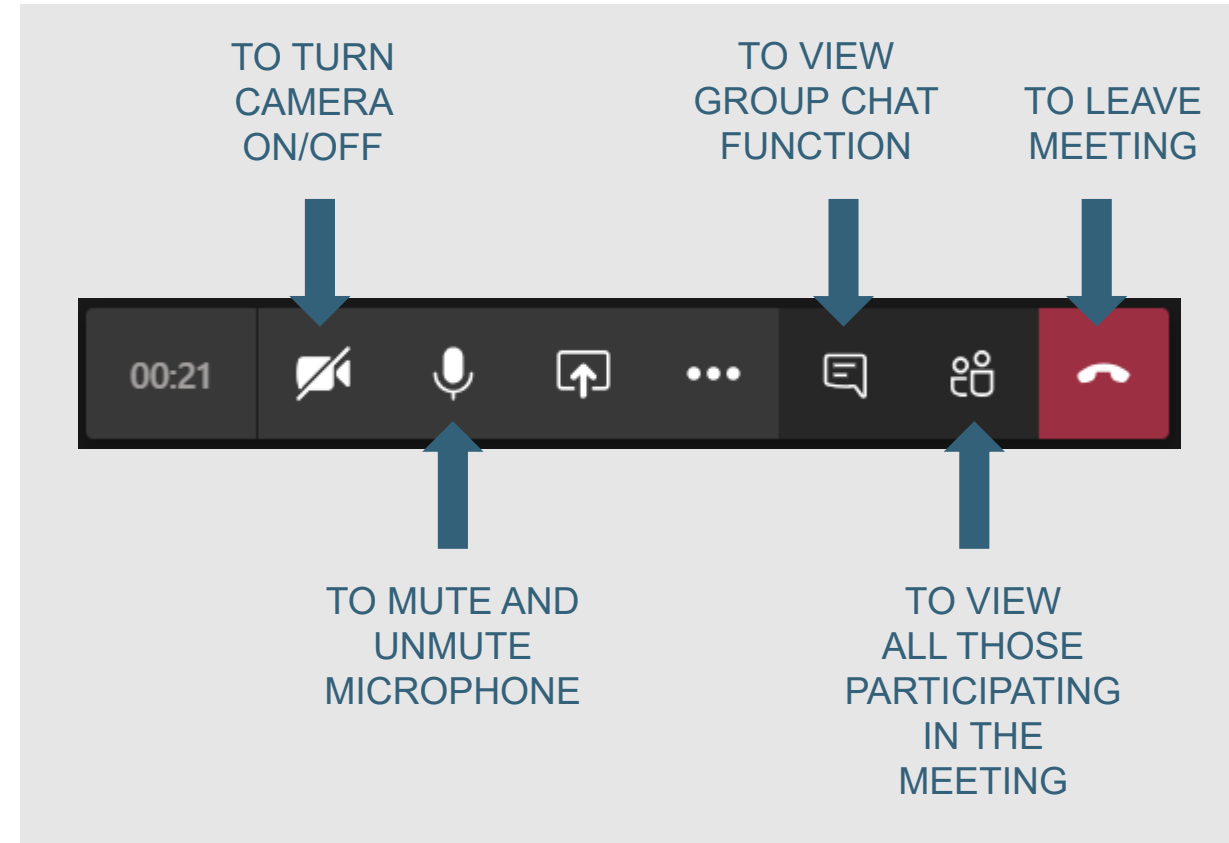 TO TURN
CAMERA
ON/OFF
TO VIEW
GROUP CHAT
FUNCTION
TO LEAVE
MEETING
00:21
TO MUTE AND
UNMUTE
MICROPHONE
TO VIEW
ALL THOSE
PARTICIPATING
IN THE
MEETING